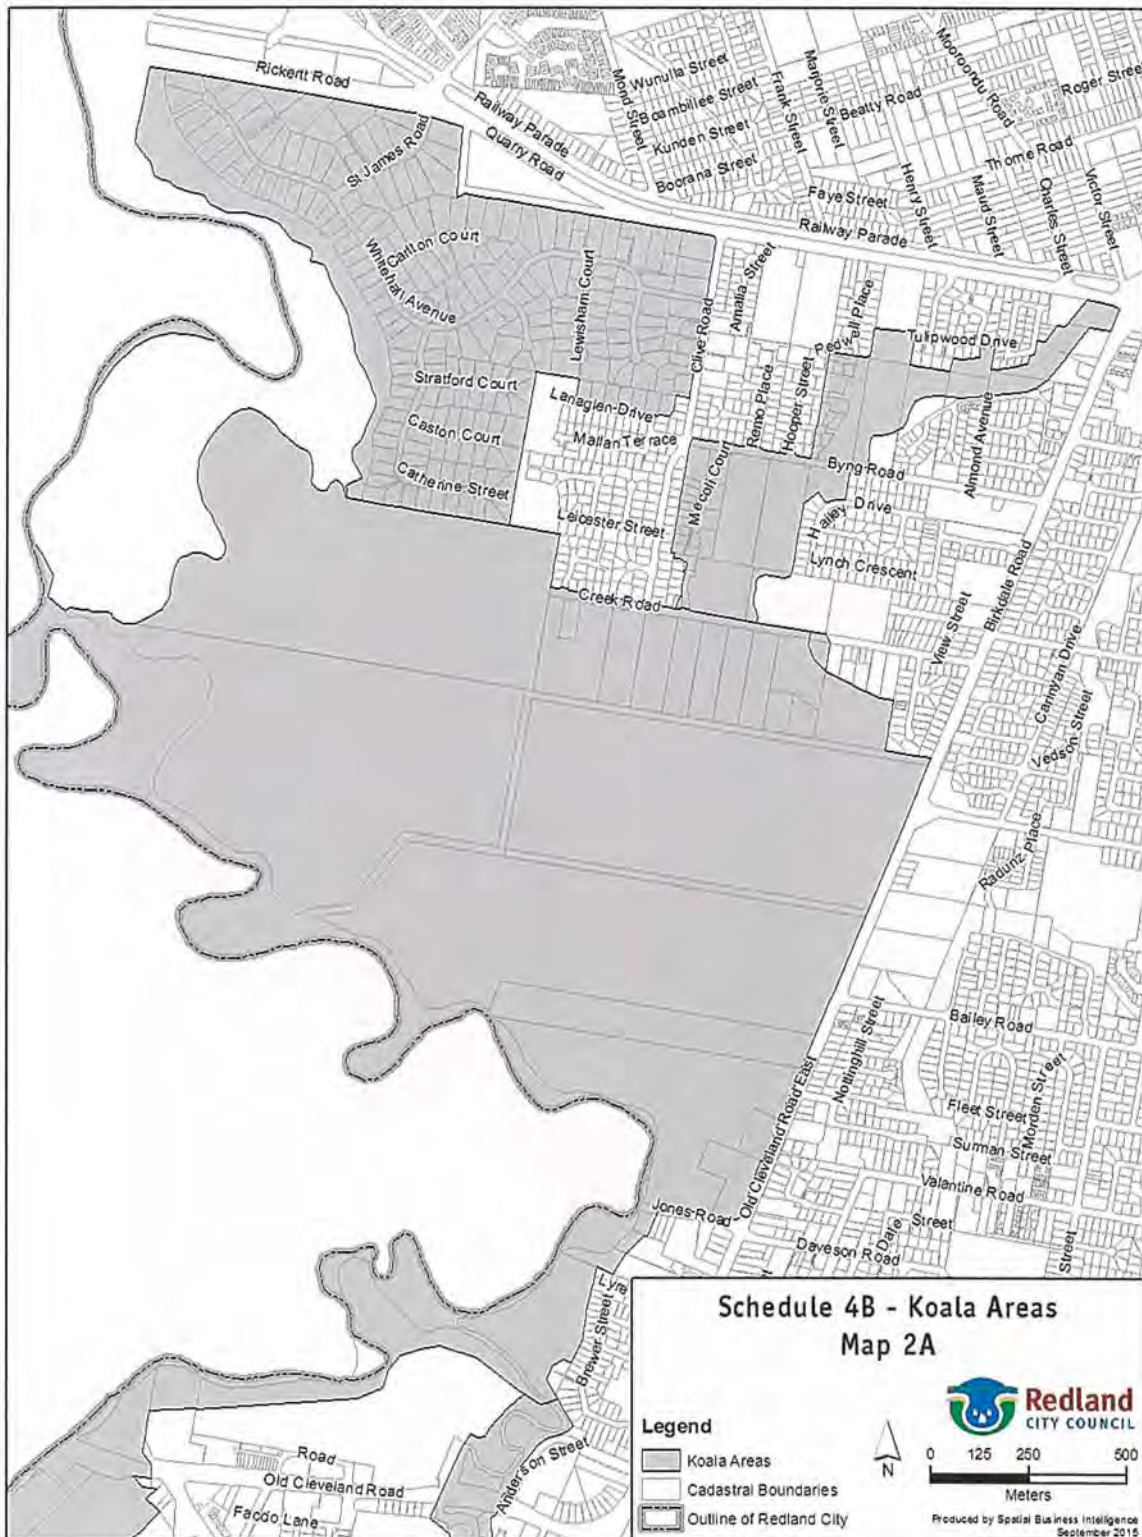 Rickertt Road
Railway Parade
Quarry Road
St James Road
Mond Street
Wunulla Street
Boambillee Street
Kunden Street
Boorana Street
Frank Street
Marjorie Street
Beatty Road
Mooroondu Road
Roger Street
Thorne Road
Henry Street
Maud Street
Charles Street
Victor Street
Faye Street
Railway Parade
Carlton Court
Whitehall Avenue
Lewisham Court
Clive Road
Amalia Street
Pedwell Place
Tulipwood Drive
Stratford Court
Lanaglen Drive
Remo Place
Hooper Street
Caston Court
Mallan Terrace
Catherine Street
Mecoli Court
Byng Road
Almond Avenue
Leicester Street
Hailey Drive
Lynch Crescent
Creek Road
View Street
Birkdale Road
Carinyan Drive
Vedson Street
Radunz Place
Nottinghill Street
Bailey Road
Old Cleveland Road East
Fleet Street
Morden Street
Surman Street
Valantine Road
Jones Road
Dale Street
Daveson Road
Street
Lyre
Brewer Street
Anderson Street
Road
Old Cleveland Road
Facdo Lane
Schedule 4B - Koala Areas
Map 2A
Redland
CITY COUNCIL
Legend
Koala Areas
Cadastral Boundaries
Outline of Redland City
N
0 125 250 500
Meters
Produced by Spatial Business Intelligence